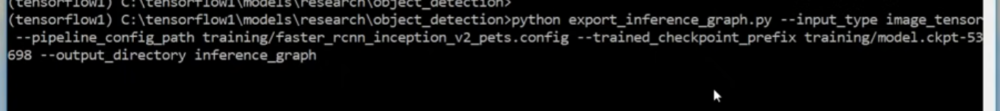 (tensorflow1) C:\tensorflow1\models\research\object_detection>
(tensorflow1) C:\tensorflow1\models\research\object_detection>python export_inference_graph.py --input_type image_tensor
--pipeline_config_path training/faster_rcnn_inception_v2_pets.config --trained_checkpoint_prefix training/model.ckpt-53
698 --output_directory inference_graph